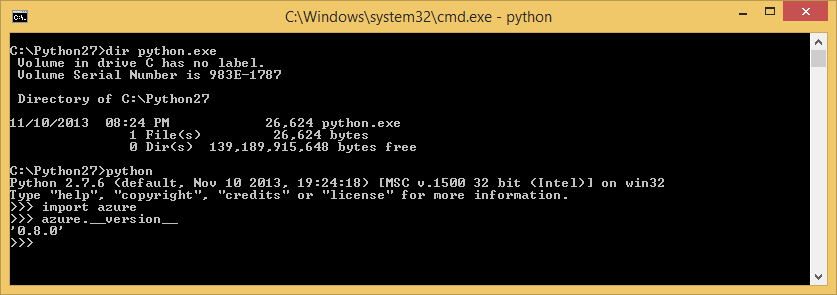 C:\Windows\system32\cmd.exe - python
C:\Python27>dir python.exe
 Volume in drive C has no label.
 Volume Serial Number is 983E-1787
 Directory of C:\Python27
11/10/2013  08:24 PM            26,624 python.exe
               1 File(s)         26,624 bytes
               0 Dir(s)  139,189,915,648 bytes free
C:\Python27>python
Python 2.7.6 (default, Nov 10 2013, 19:24:18) [MSC v.1500 32 bit (Intel)] on win32
Type "help", "copyright", "credits" or "license" for more information.
>>> import azure
>>> azure.__version__
'0.8.0'
>>>